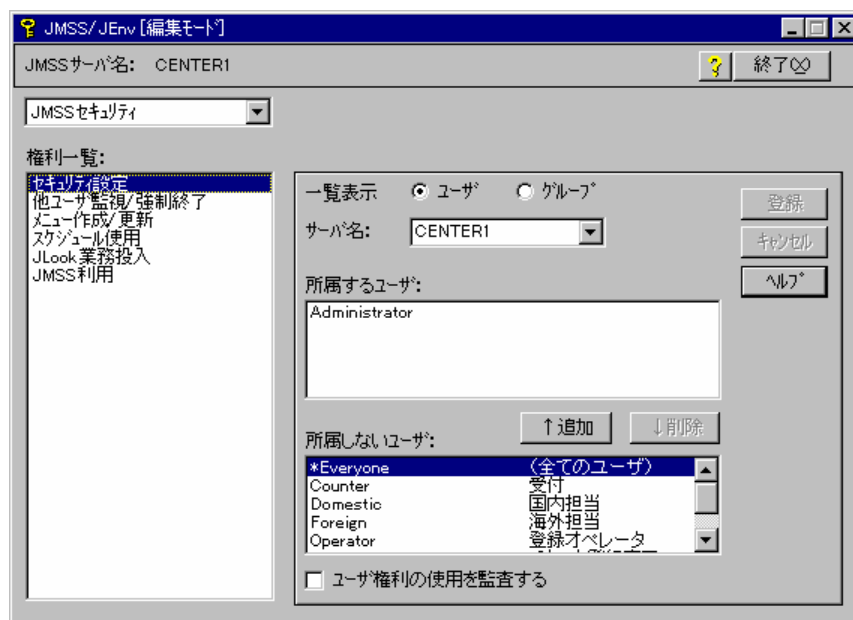 JMSS/JEnv [編集ﾓｰﾄﾞ]
JMSSｻｰﾊﾞ名: CENTER1
終了(X)
JMSSｾｷｭﾘﾃｨ
権利一覧:
ｾｷｭﾘﾃｨ設定
他ﾕｰｻﾞ監視/強制終了
ﾒﾆｭｰ作成/更新
ｽｹｼﾞｭｰﾙ使用
JLook業務投入
JMSS利用
一覧表示 ﾕｰｻﾞ ｸﾞﾙｰﾌﾟ
登録
ｻｰﾊﾞ名: CENTER1
ｷｬﾝｾﾙ
ﾍﾙﾌﾟ
所属するﾕｰｻﾞ:
Administrator
↑追加 ↓削除
所属しないﾕｰｻﾞ:
*Everyone (全てのユーザ)
Counter 受付
Domestic 国内担当
Foreign 海外担当
Operator 登録オペレータ
ﾕｰｻﾞ権利の使用を監査する